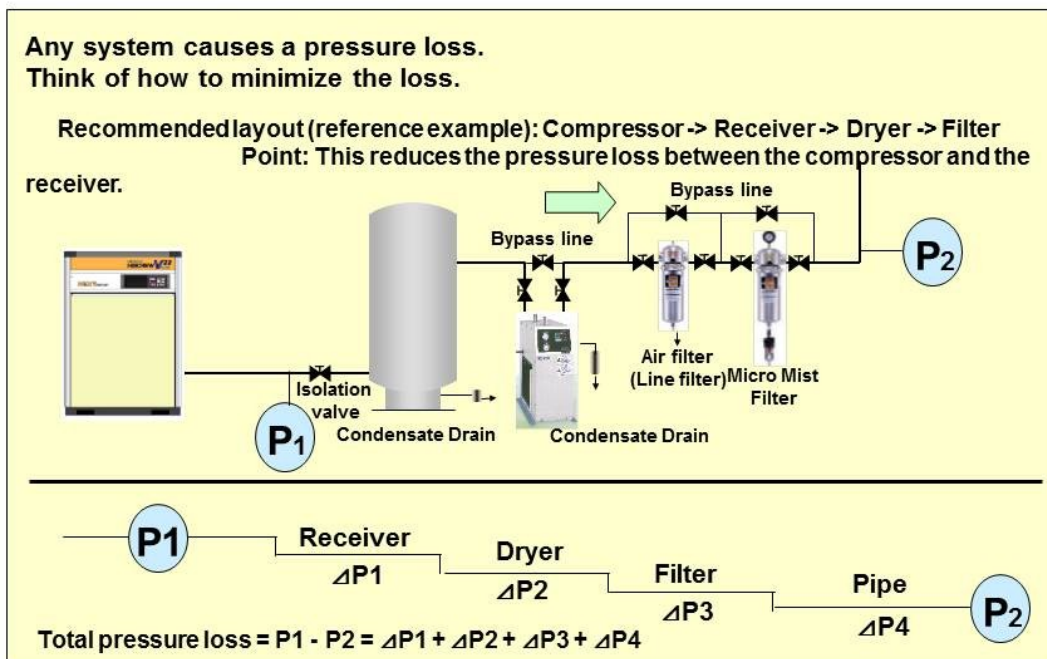 Any system causes a pressure loss.
Think of how to minimize the loss.
Recommended layout (reference example): Compressor -> Receiver -> Dryer -> Filter
Point: This reduces the pressure loss between the compressor and the
receiver.
Bypass line
Bypass line
P2
Air filter
(Line filter)
Micro Mist
Filter
Isolation
valve
P1
Condensate Drain
Condensate Drain
P1
Receiver
⊿P1
Dryer
⊿P2
Filter
⊿P3
Pipe
⊿P4
P2
Total pressure loss = P1 - P2 = ⊿P1 + ⊿P2 + ⊿P3 + ⊿P4